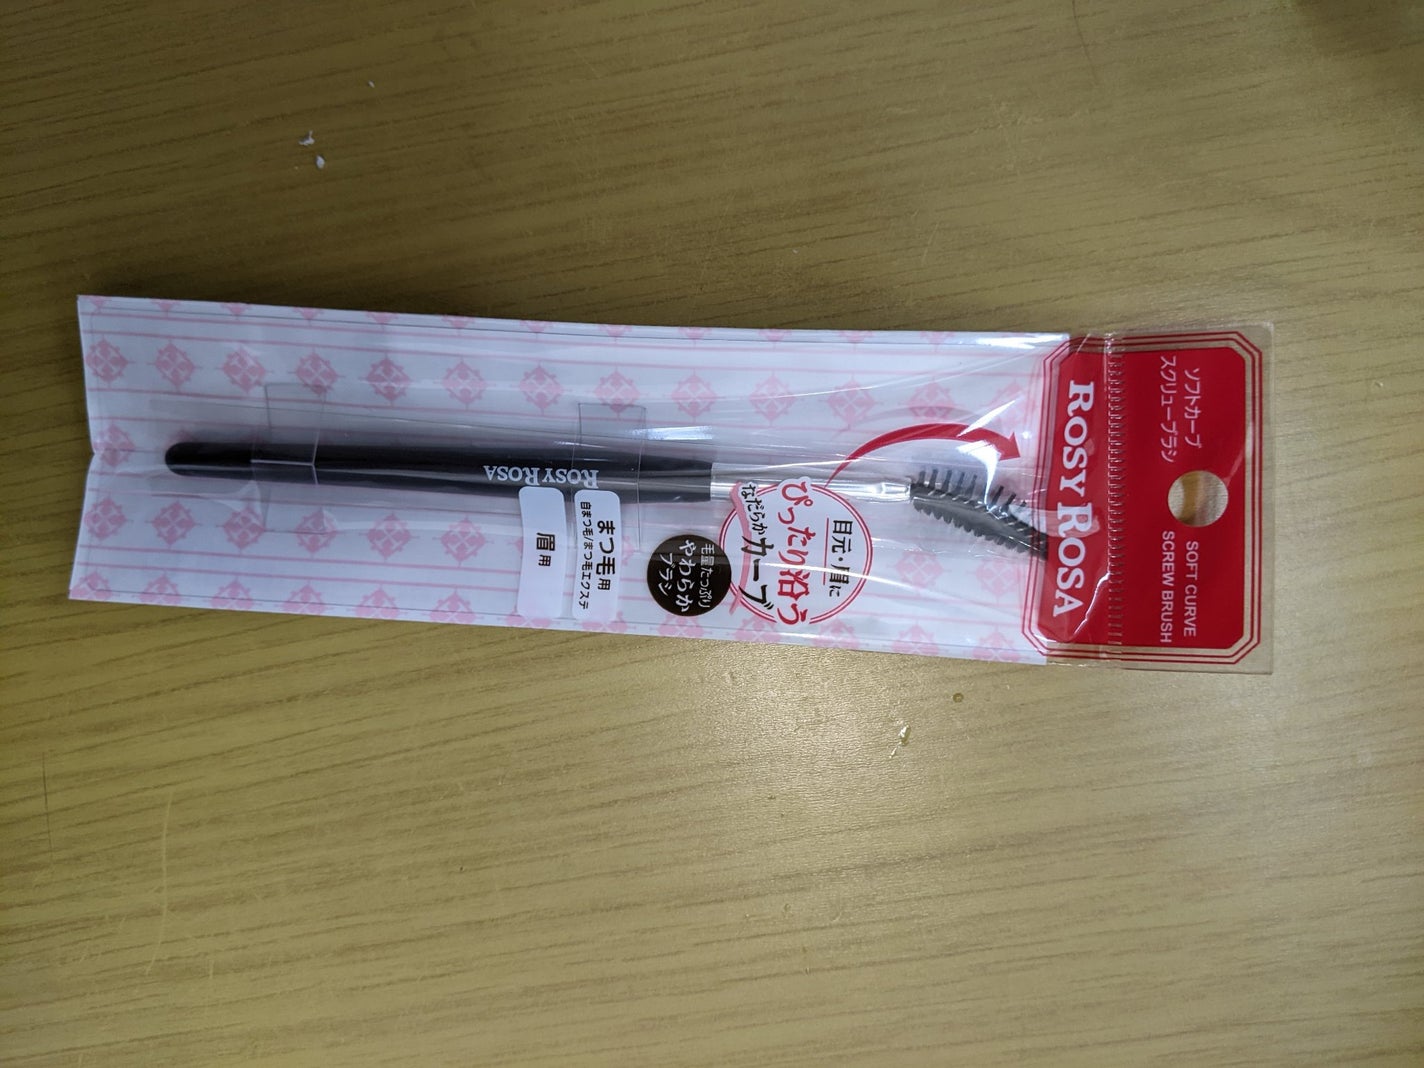 ソフトカーブ
スクリューブラシ
SOFT CURVE
SCREW BRUSH
ROSY ROSA
目元・眉に
ぴったり沿う
なだらかカーブ
毛量たっぷり
やわらか
ブラシ
まつ毛用
自まつ毛/まつ毛エクステ
眉用
ROSY ROSA